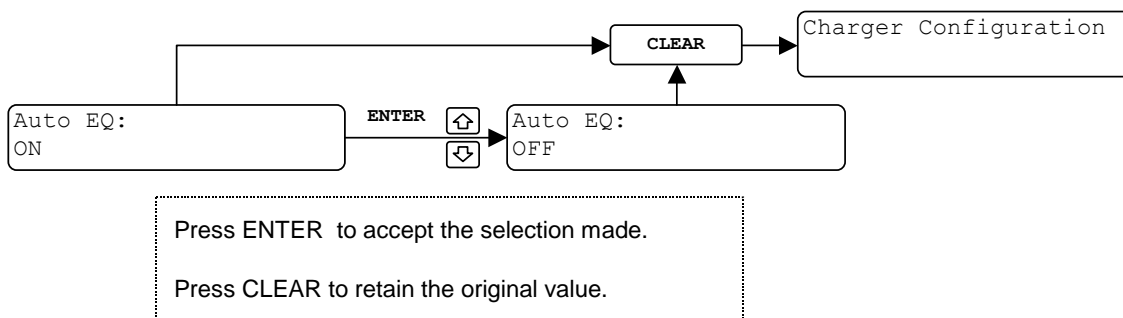 CLEAR
Charger Configuration
Auto EQ:
ON
ENTER
Auto EQ:
OFF
Press ENTER  to accept the selection made.
Press CLEAR to retain the original value.